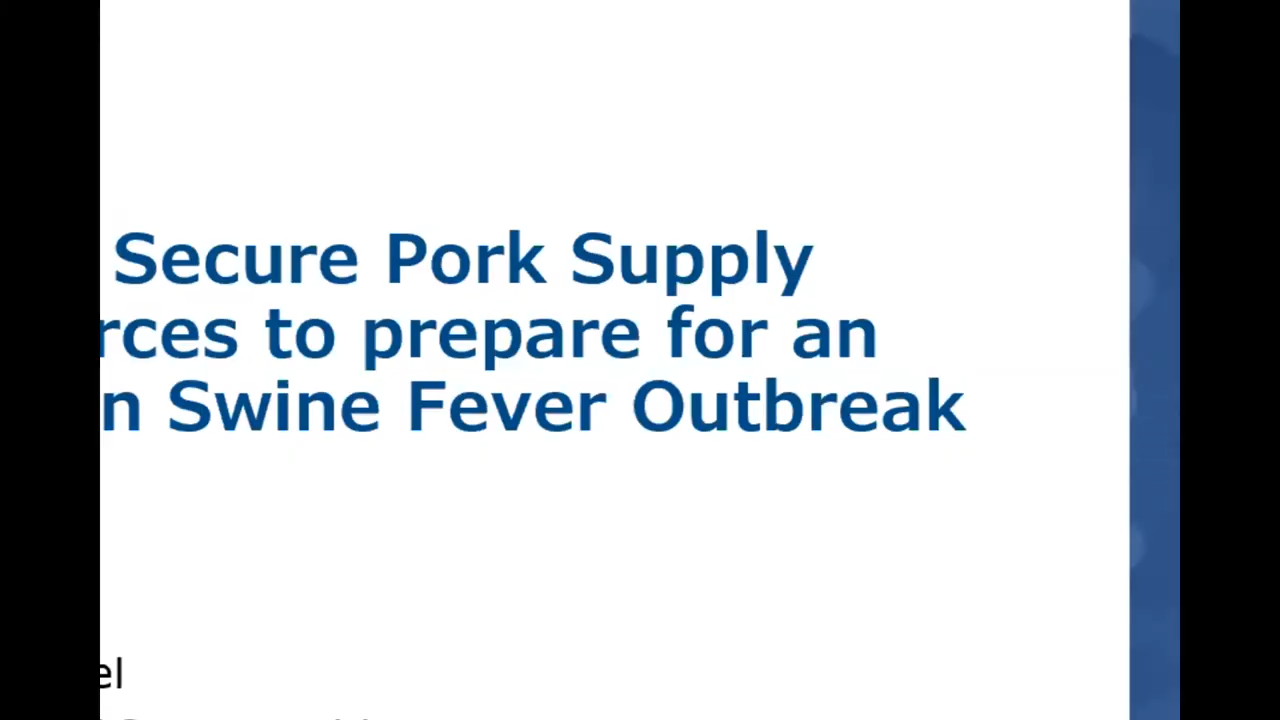 Secure Pork Supply
rces to prepare for an
n Swine Fever Outbreak
el